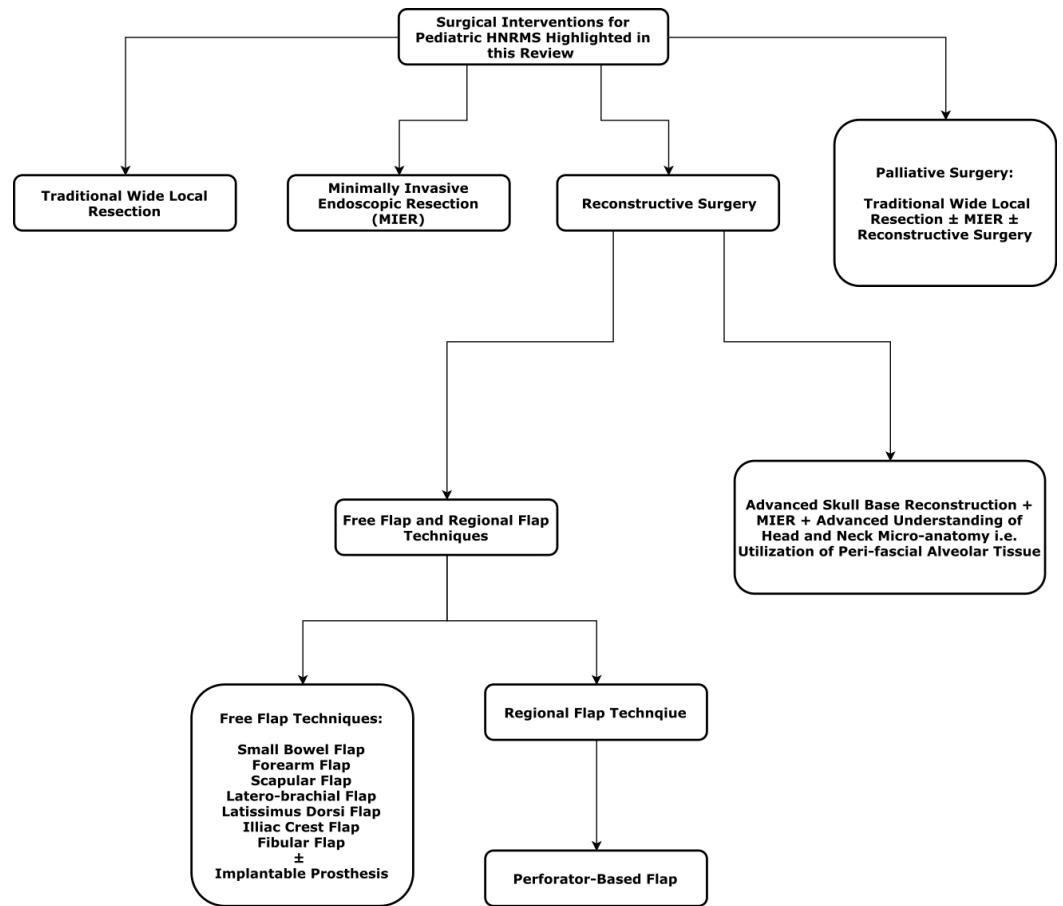 Surgical Interventions for
Pediatric HNRMS Highlighted in
this Review
Traditional Wide Local
Resection
Minimally Invasive
Endoscopic Resection
(MIER)
Reconstructive Surgery
Palliative Surgery:
Traditional Wide Local
Resection ± MIER ±
Reconstructive Surgery
Free Flap and Regional Flap
Techniques
Advanced Skull Base Reconstruction +
MIER + Advanced Understanding of
Head and Neck Micro-anatomy i.e.
Utilization of Peri-fascial Alveolar Tissue
Free Flap Techniques:
Small Bowel Flap
Forearm Flap
Scapular Flap
Latero-brachial Flap
Latissimus Dorsi Flap
Illiac Crest Flap
Fibular Flap
±
Implantable Prosthesis
Regional Flap Technqiue
Perforator-Based Flap